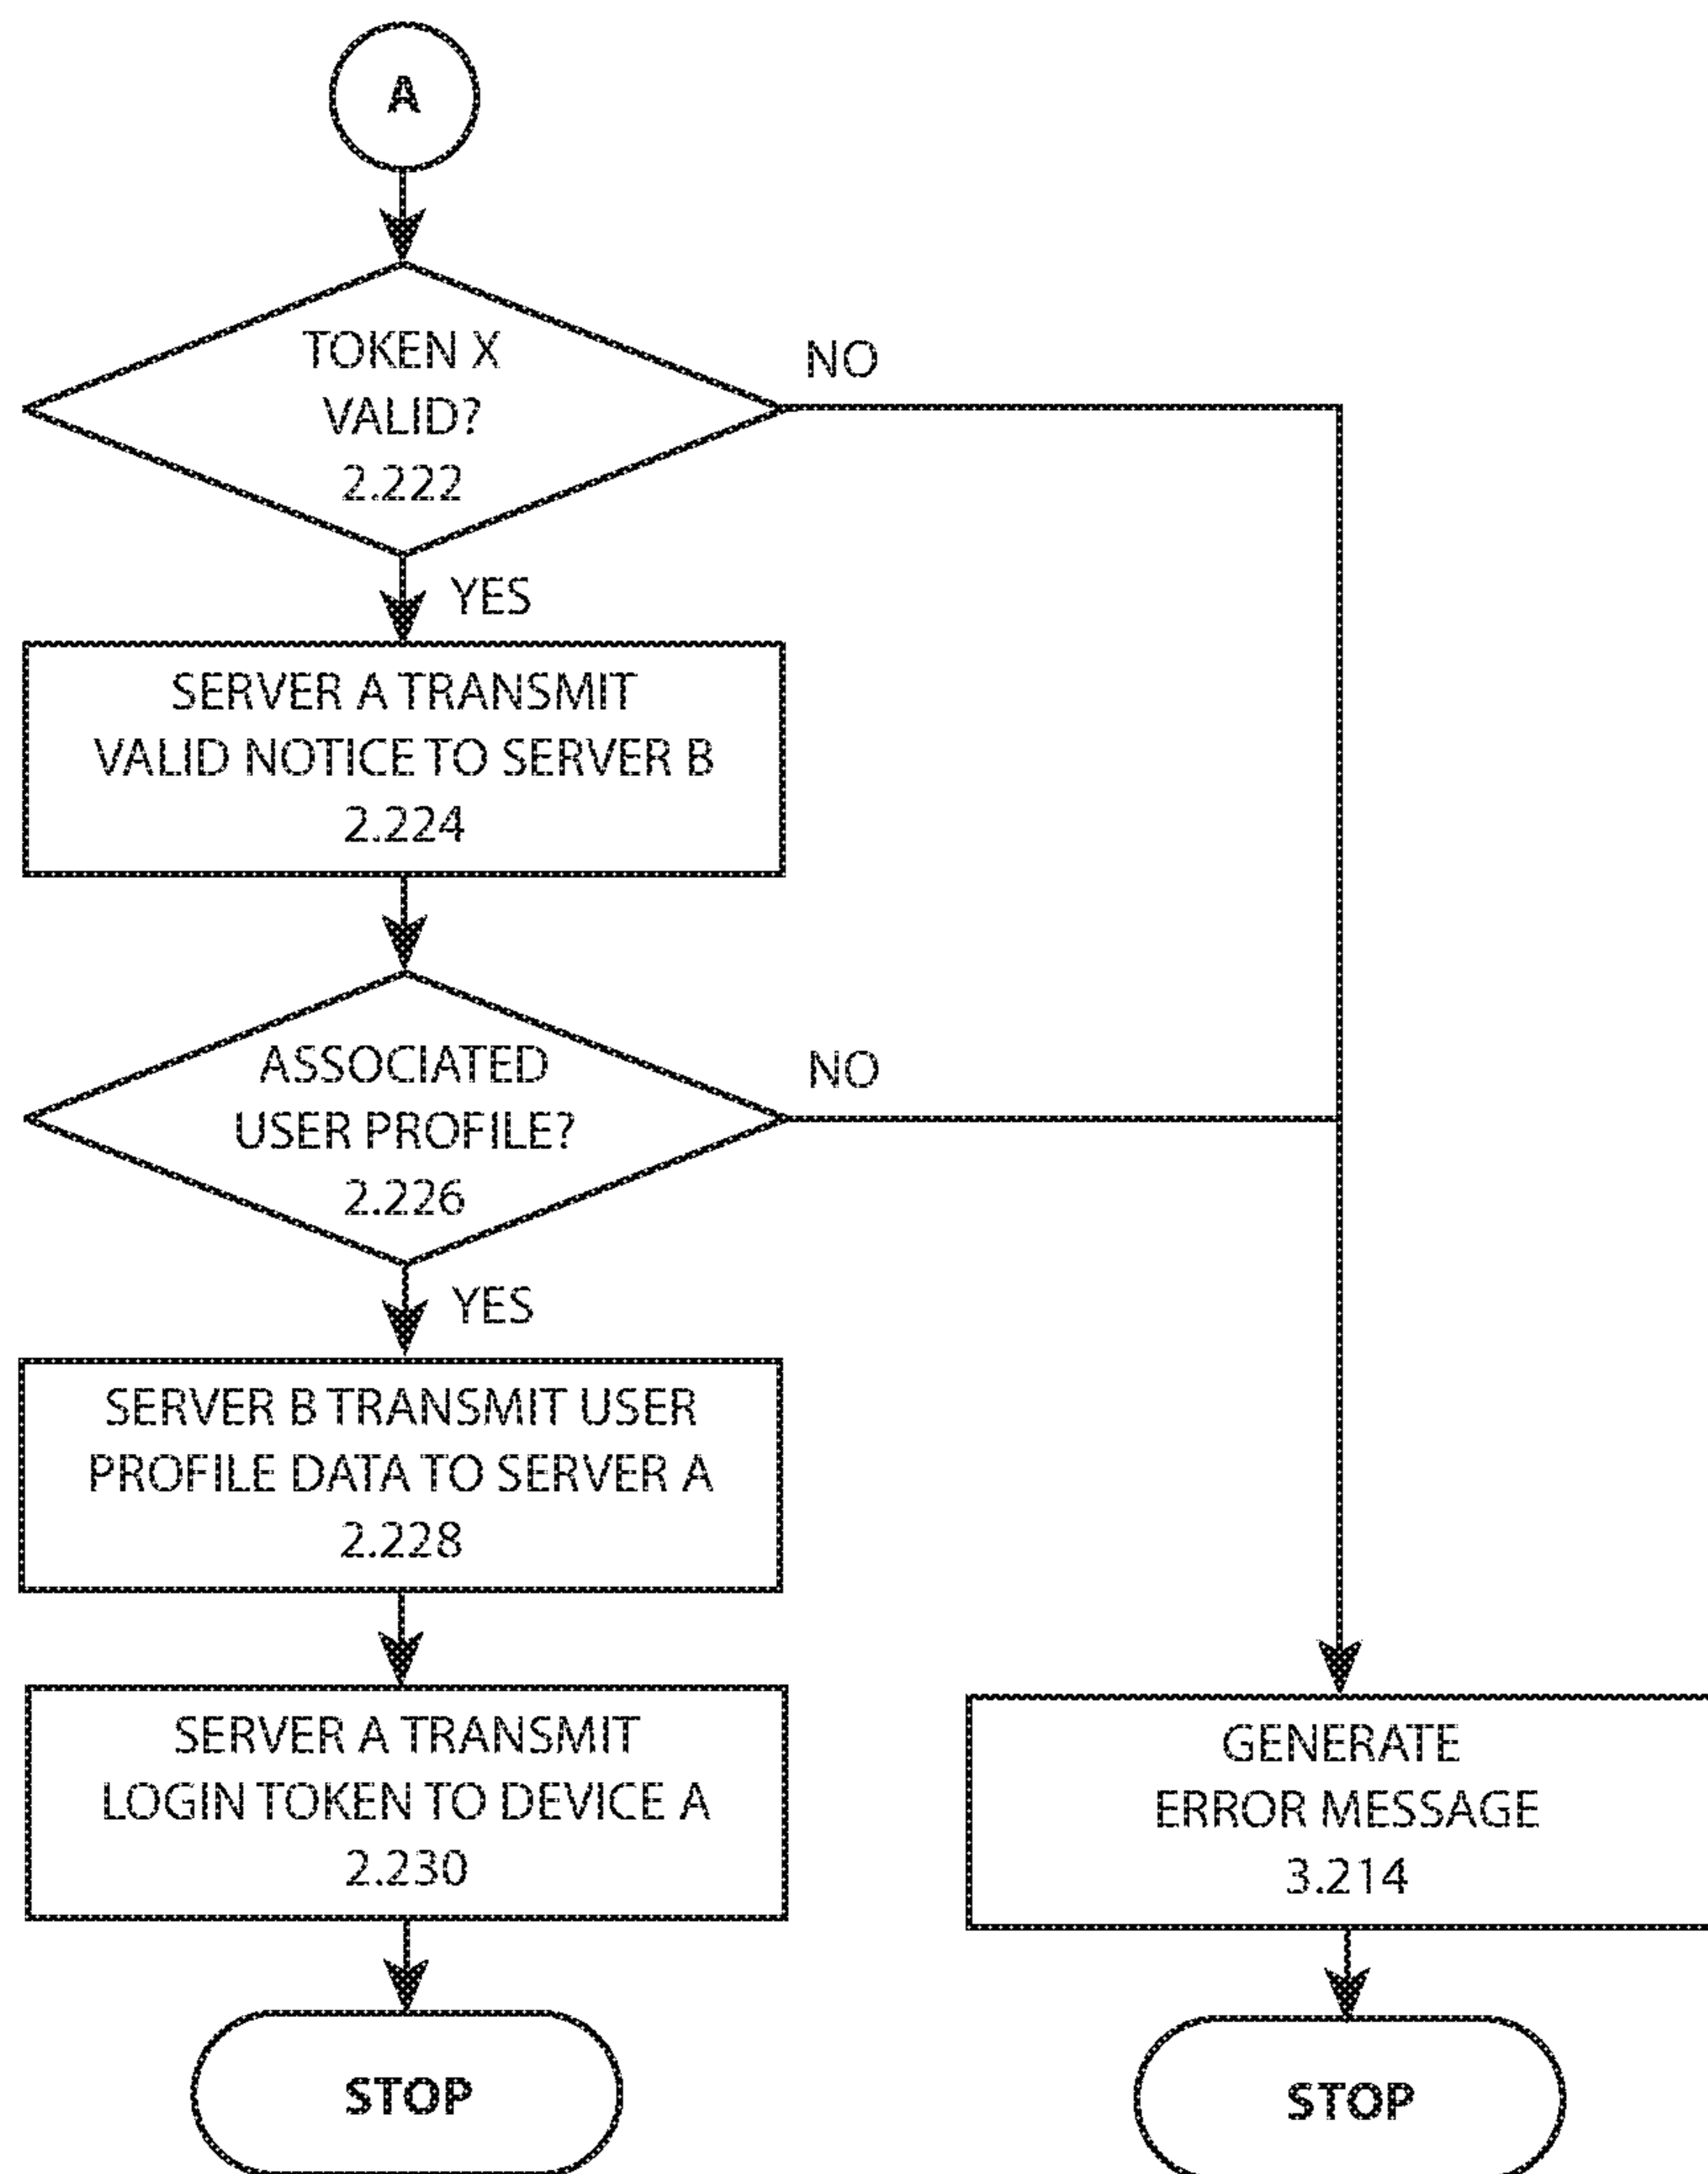 A
TOKEN X
VALID?
2.222
NO
YES
SERVER A TRANSMIT
VALID NOTICE TO SERVER B
2.224
ASSOCIATED
USER PROFILE?
2.226
NO
YES
SERVER B TRANSMIT USER
PROFILE DATA TO SERVER A
2.228
SERVER A TRANSMIT
LOGIN TOKEN TO DEVICE A
2.230
GENERATE
ERROR MESSAGE
3.214
STOP
STOP